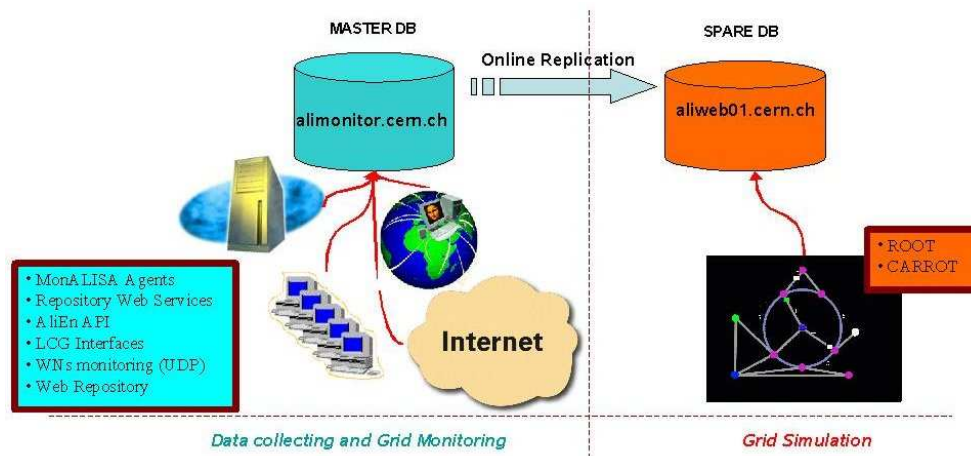 MASTER DB
SPARE DB
Online Replication
alimonitor.cern.ch
aliweb01.cern.ch
• ROOT
• CARROT
• MonALISA Agents
• Repository Web Services
• AliEn API
• LCG Interfaces
• WNs monitoring (UDP)
• Web Repository
Internet
Data collecting and Grid Monitoring
Grid Simulation